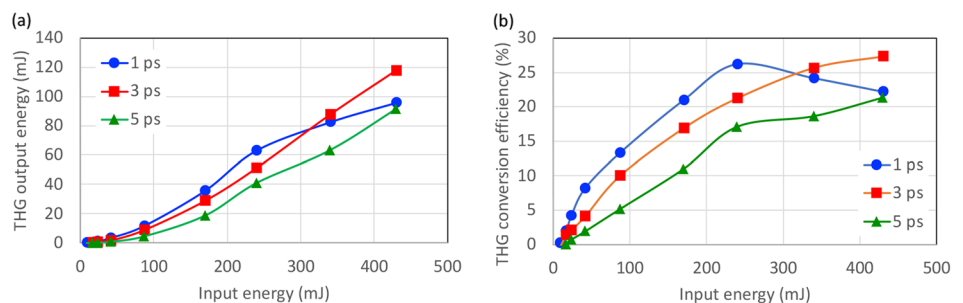 (a)
140
120
100
80
60
40
20
0
THG output energy (mJ)
1 ps
3 ps
5 ps
0 100 200 300 400 500
Input energy (mJ)
(b)
30
25
20
15
10
5
0
THG conversion efficiency (%)
1 ps
3 ps
5 ps
0 100 200 300 400 500
Input energy (mJ)